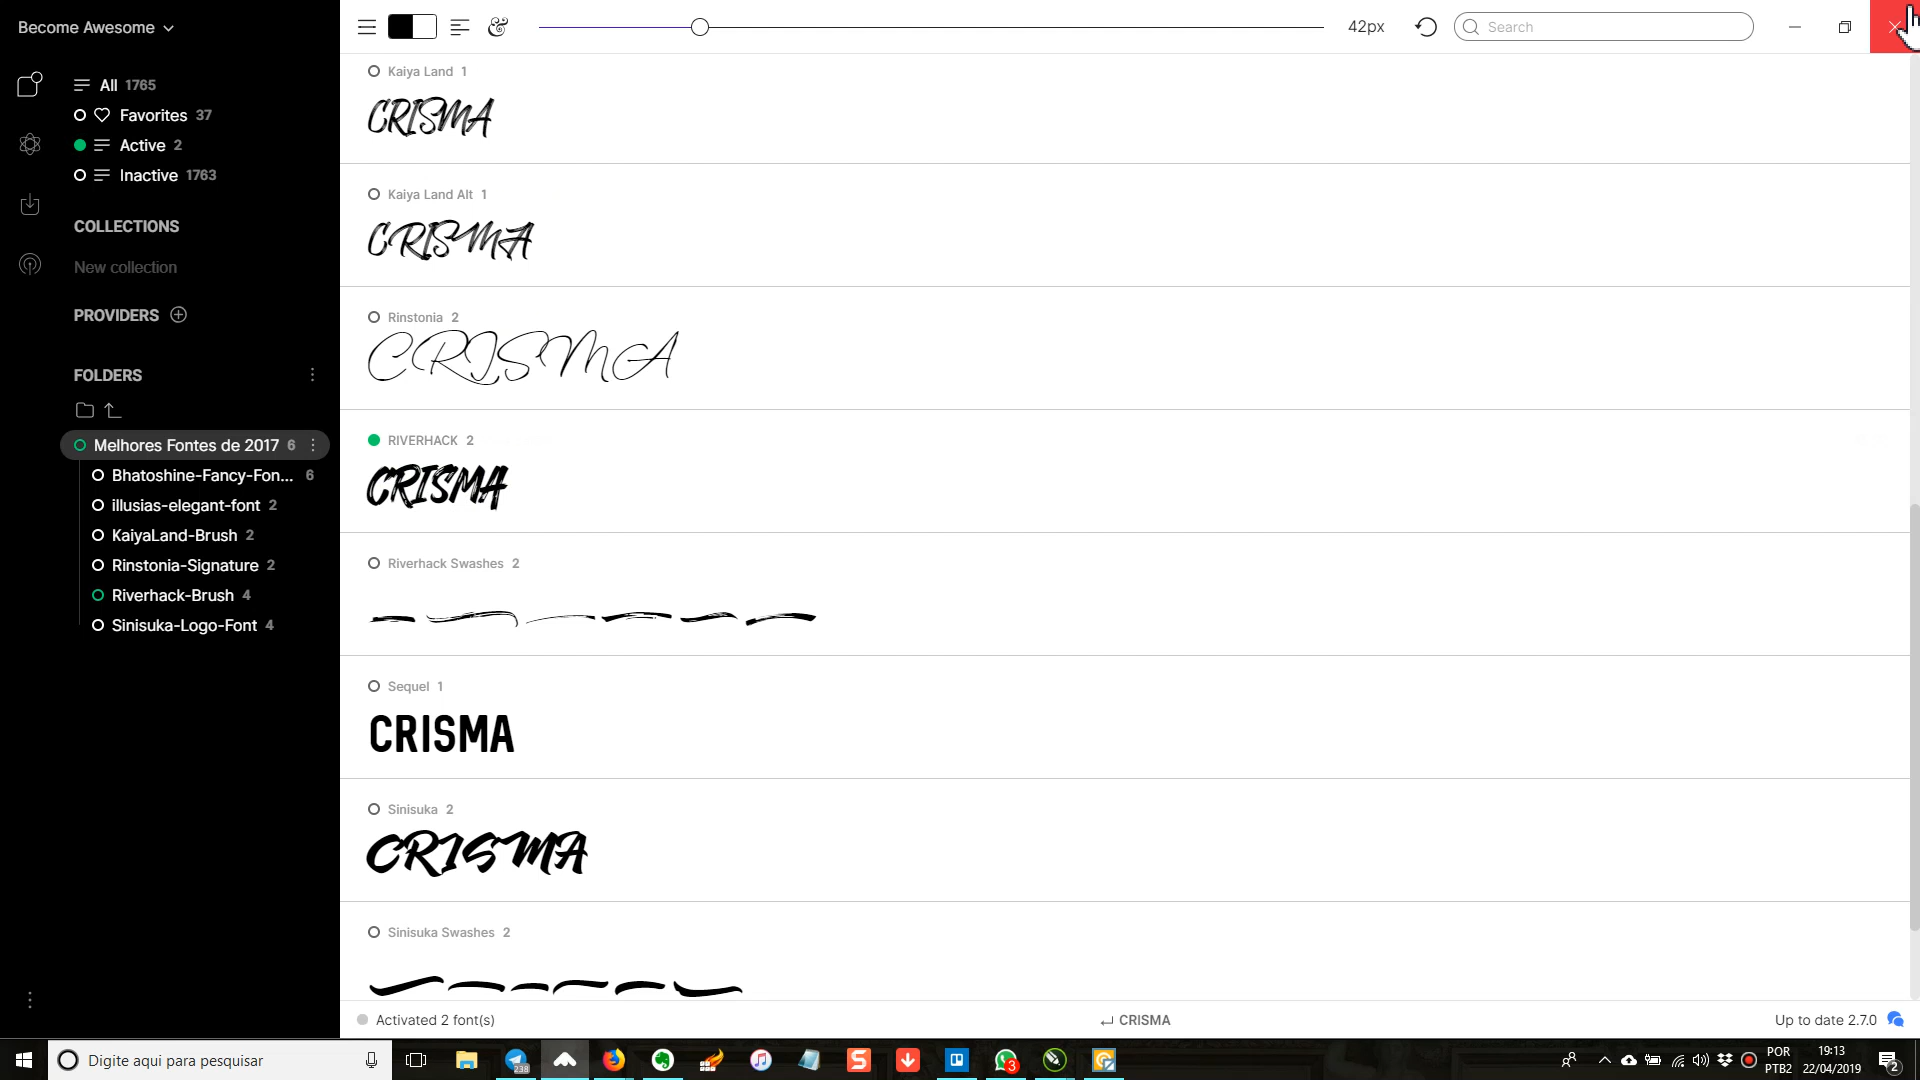 Become Awesome
42px
Search
All 1765
Favorites 37
Active 2
Inactive 1763
COLLECTIONS
New collection
PROVIDERS
FOLDERS
Melhores Fontes de 2017 6
Bhatoshine-Fancy-Fon... 6
illusias-elegant-font 2
KaiyaLand-Brush 2
Rinstonia-Signature 2
Riverhack-Brush 4
Sinisuka-Logo-Font 4
Kaiya Land 1
CRISMA
Kaiya Land Alt 1
CRISMA
Rinstonia 2
CRISMA
RIVERHACK 2
CRISMA
Riverhack Swashes 2
Sequel 1
CRISMA
Sinisuka 2
CRISMA
Sinisuka Swashes 2
Activated 2 font(s)
CRISMA
Up to date 2.7.0
Digite aqui para pesquisar
238
S
3
POR
PTB2
19:13
22/04/2019
2